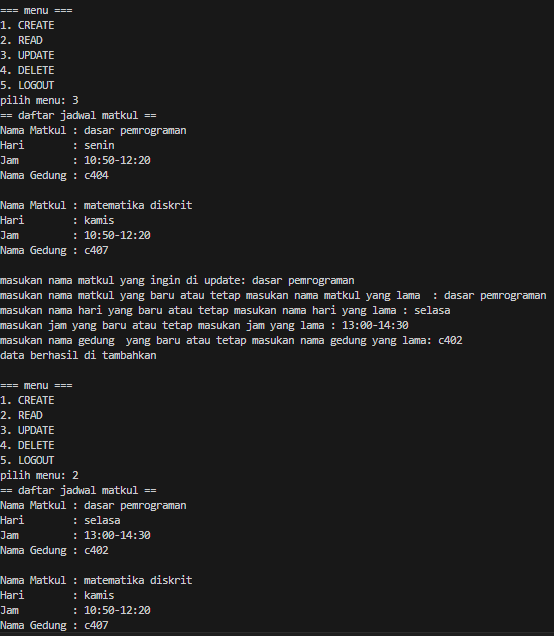 === menu ===
1. CREATE
2. READ
3. UPDATE
4. DELETE
5. LOGOUT
pilih menu: 3
== daftar jadwal matkul ==
Nama Matkul : dasar pemrograman
Hari        : senin
Jam         : 10:50-12:20
Nama Gedung : c404

Nama Matkul : matematika diskrit
Hari        : kamis
Jam         : 10:50-12:20
Nama Gedung : c407

masukan nama matkul yang ingin di update: dasar pemrograman
masukan nama matkul yang baru atau tetap masukan nama matkul yang lama  : dasar pemrograman
masukan nama hari yang baru atau tetap masukan nama hari yang lama : selasa
masukan jam yang baru atau tetap masukan jam yang lama : 13:00-14:30
masukan nama gedung  yang baru atau tetap masukan nama gedung yang lama: c402
data berhasil di tambahkan

=== menu ===
1. CREATE
2. READ
3. UPDATE
4. DELETE
5. LOGOUT
pilih menu: 2
== daftar jadwal matkul ==
Nama Matkul : dasar pemrograman
Hari        : selasa
Jam         : 13:00-14:30
Nama Gedung : c402

Nama Matkul : matematika diskrit
Hari        : kamis
Jam         : 10:50-12:20
Nama Gedung : c407